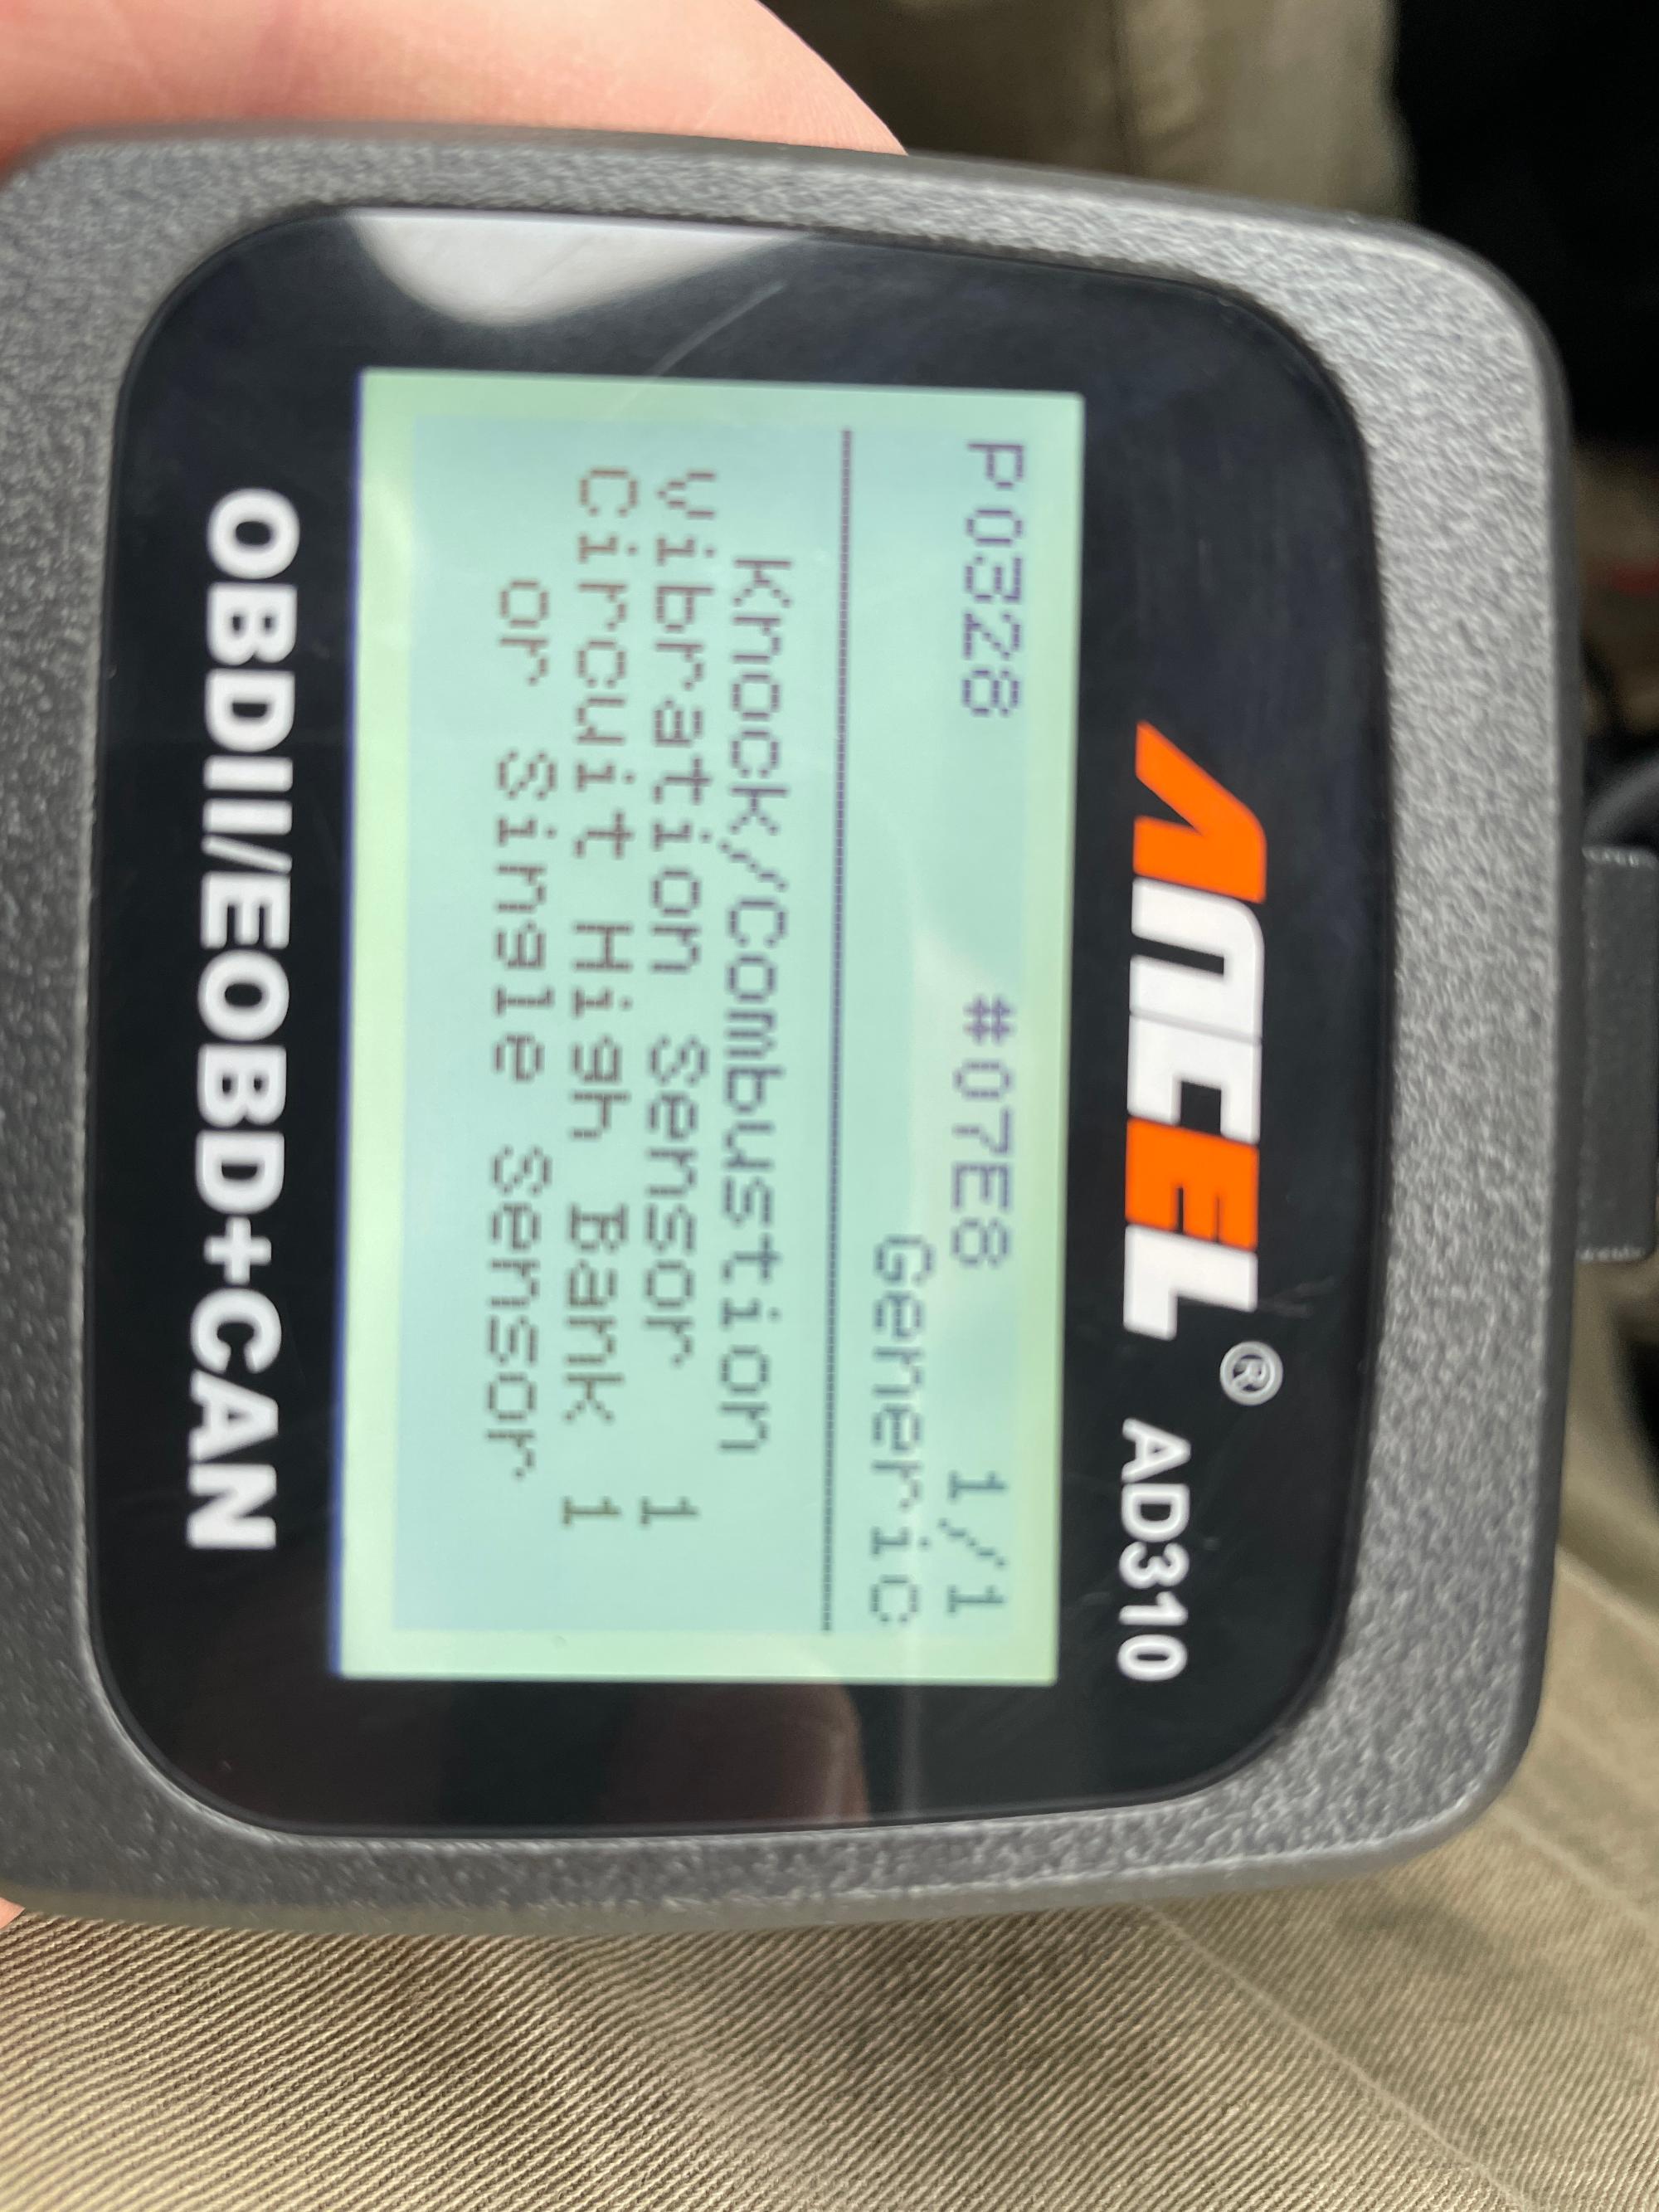 ANCEL® AD310
P0328 #07E8 1/1
Generic
Knock/Combustion
Vibration Sensor 1
Circuit High Bank 1
or Single Sensor
OBDII/EOBD+CAN